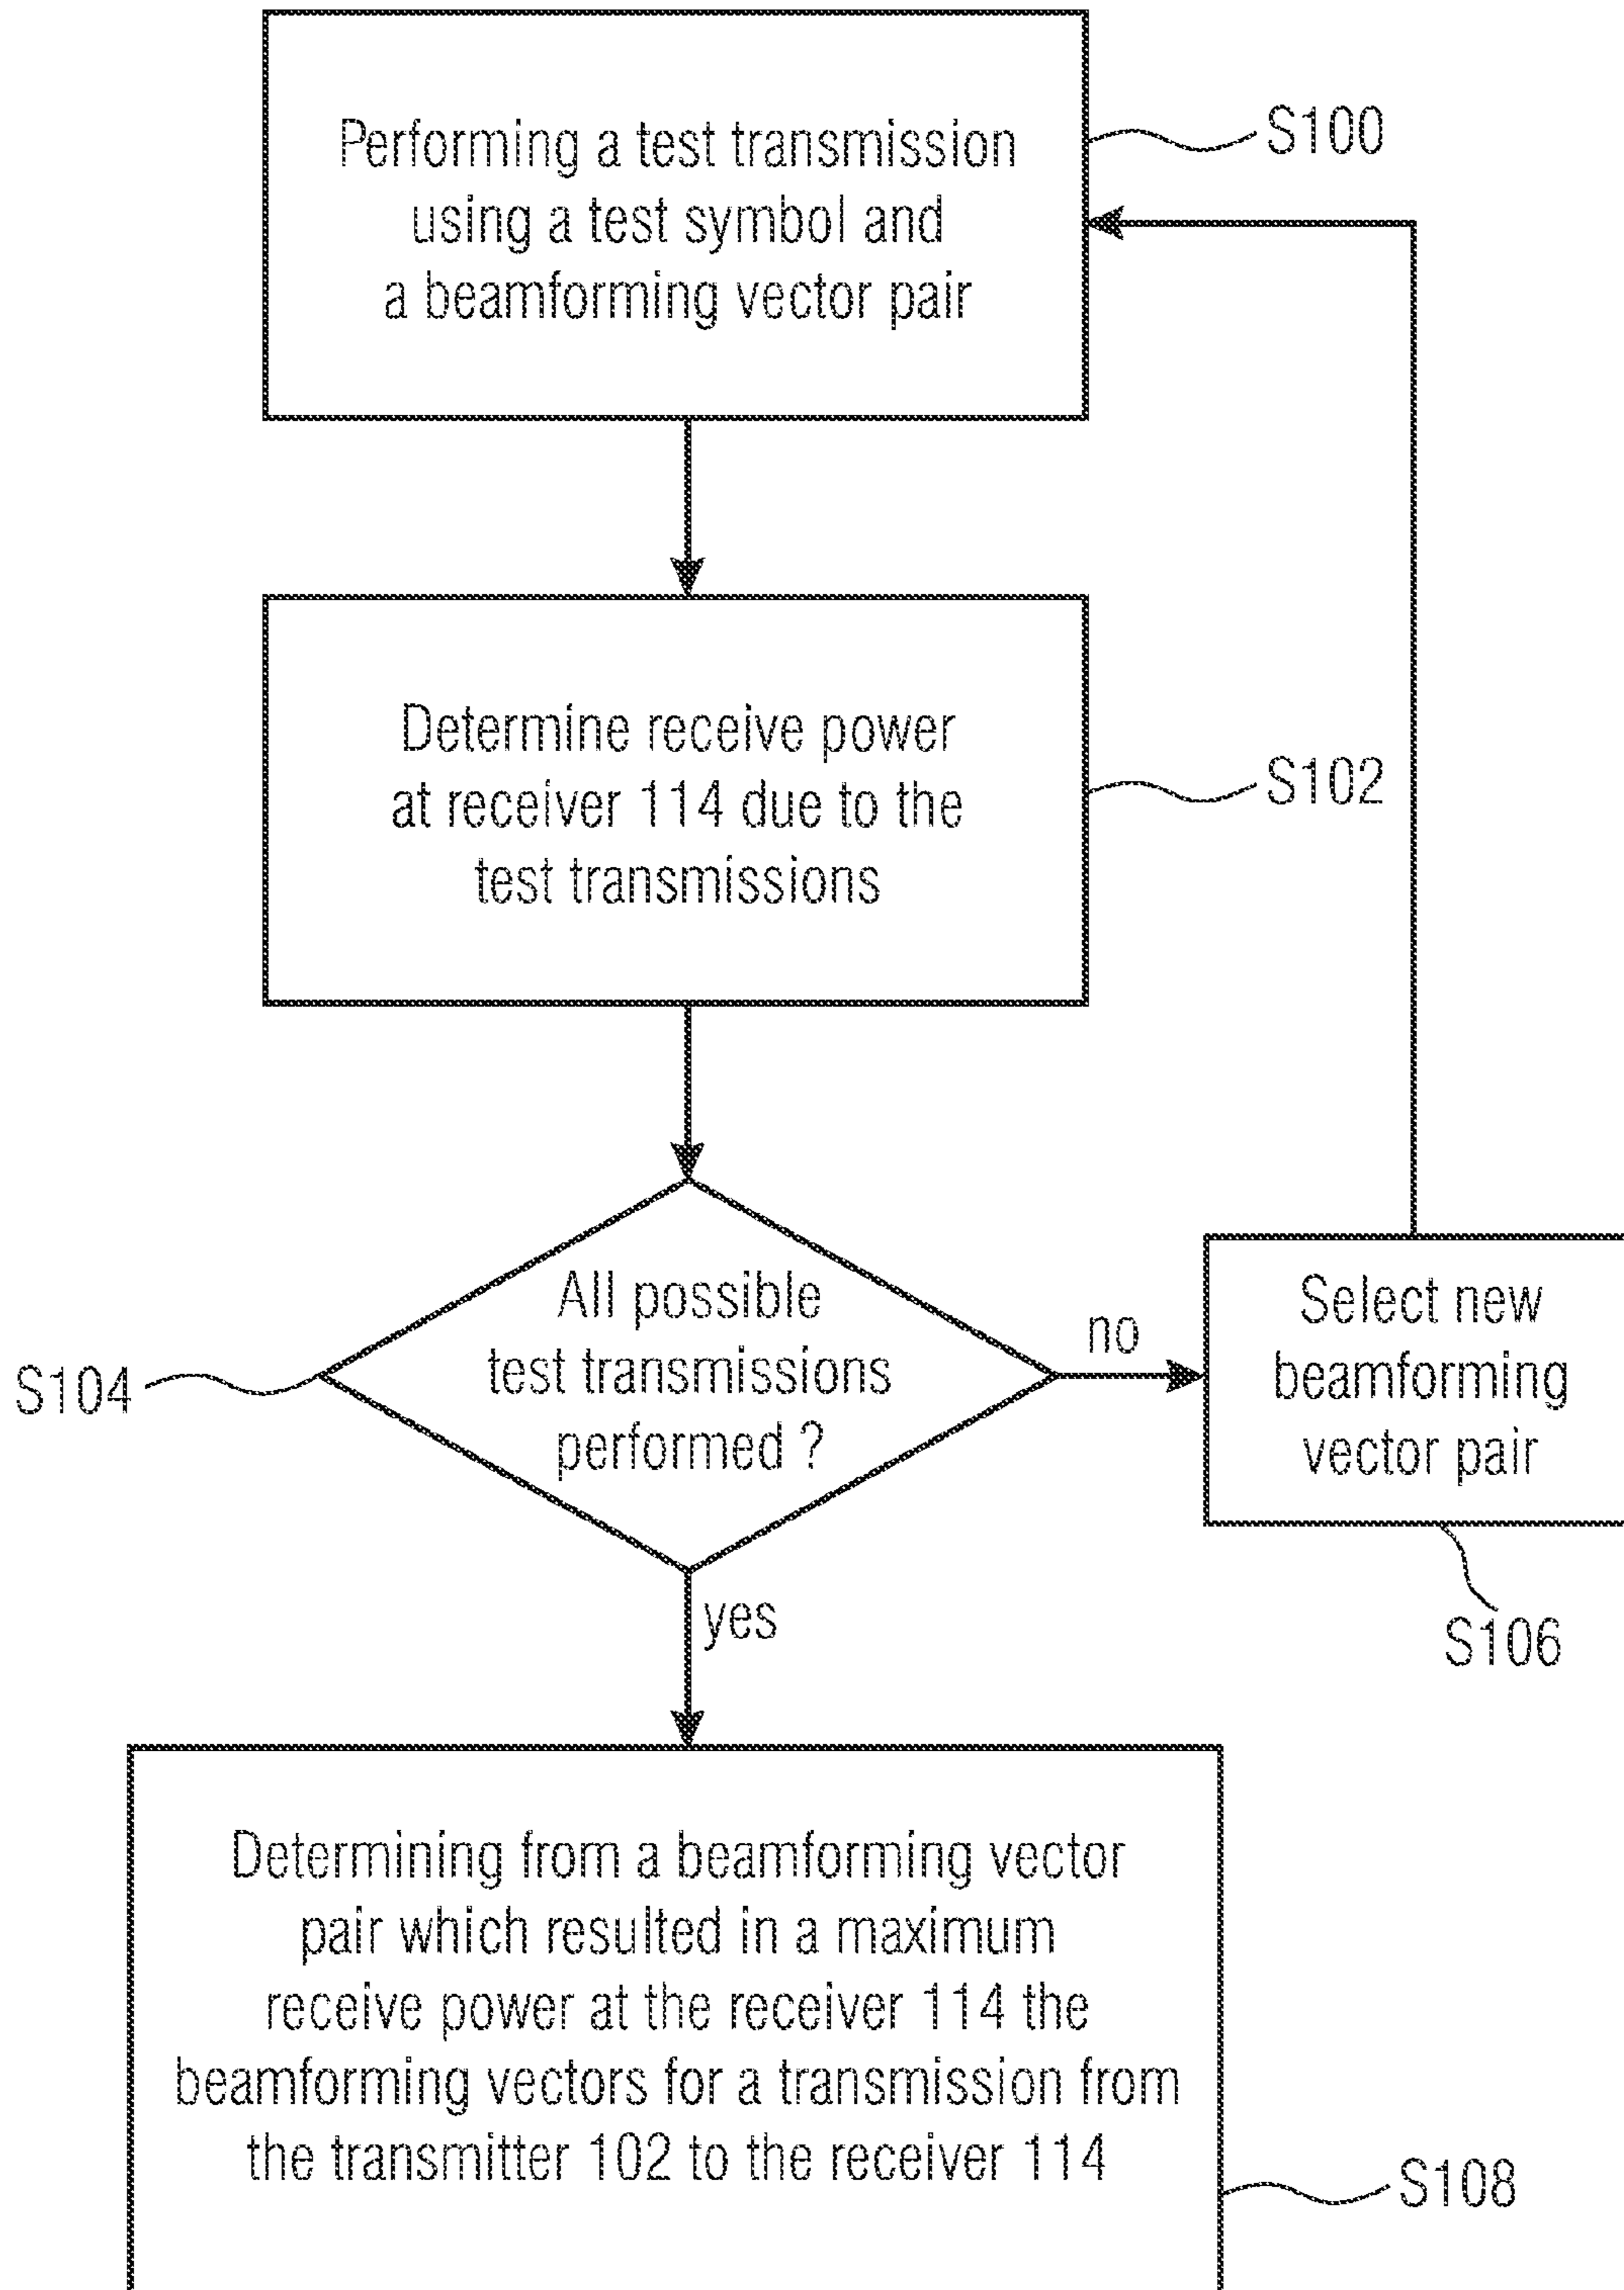 Performing a test transmission
using a test symbol and
a beamforming vector pair
S100
Determine receive power
at receiver 114 due to the
test transmissions
S102
All possible
test transmissions
performed ?
S104
no
Select new
beamforming
vector pair
S106
yes
Determining from a beamforming vector
pair which resulted in a maximum
receive power at the receiver 114 the
beamforming vectors for a transmission from
the transmitter 102 to the receiver 114
S108